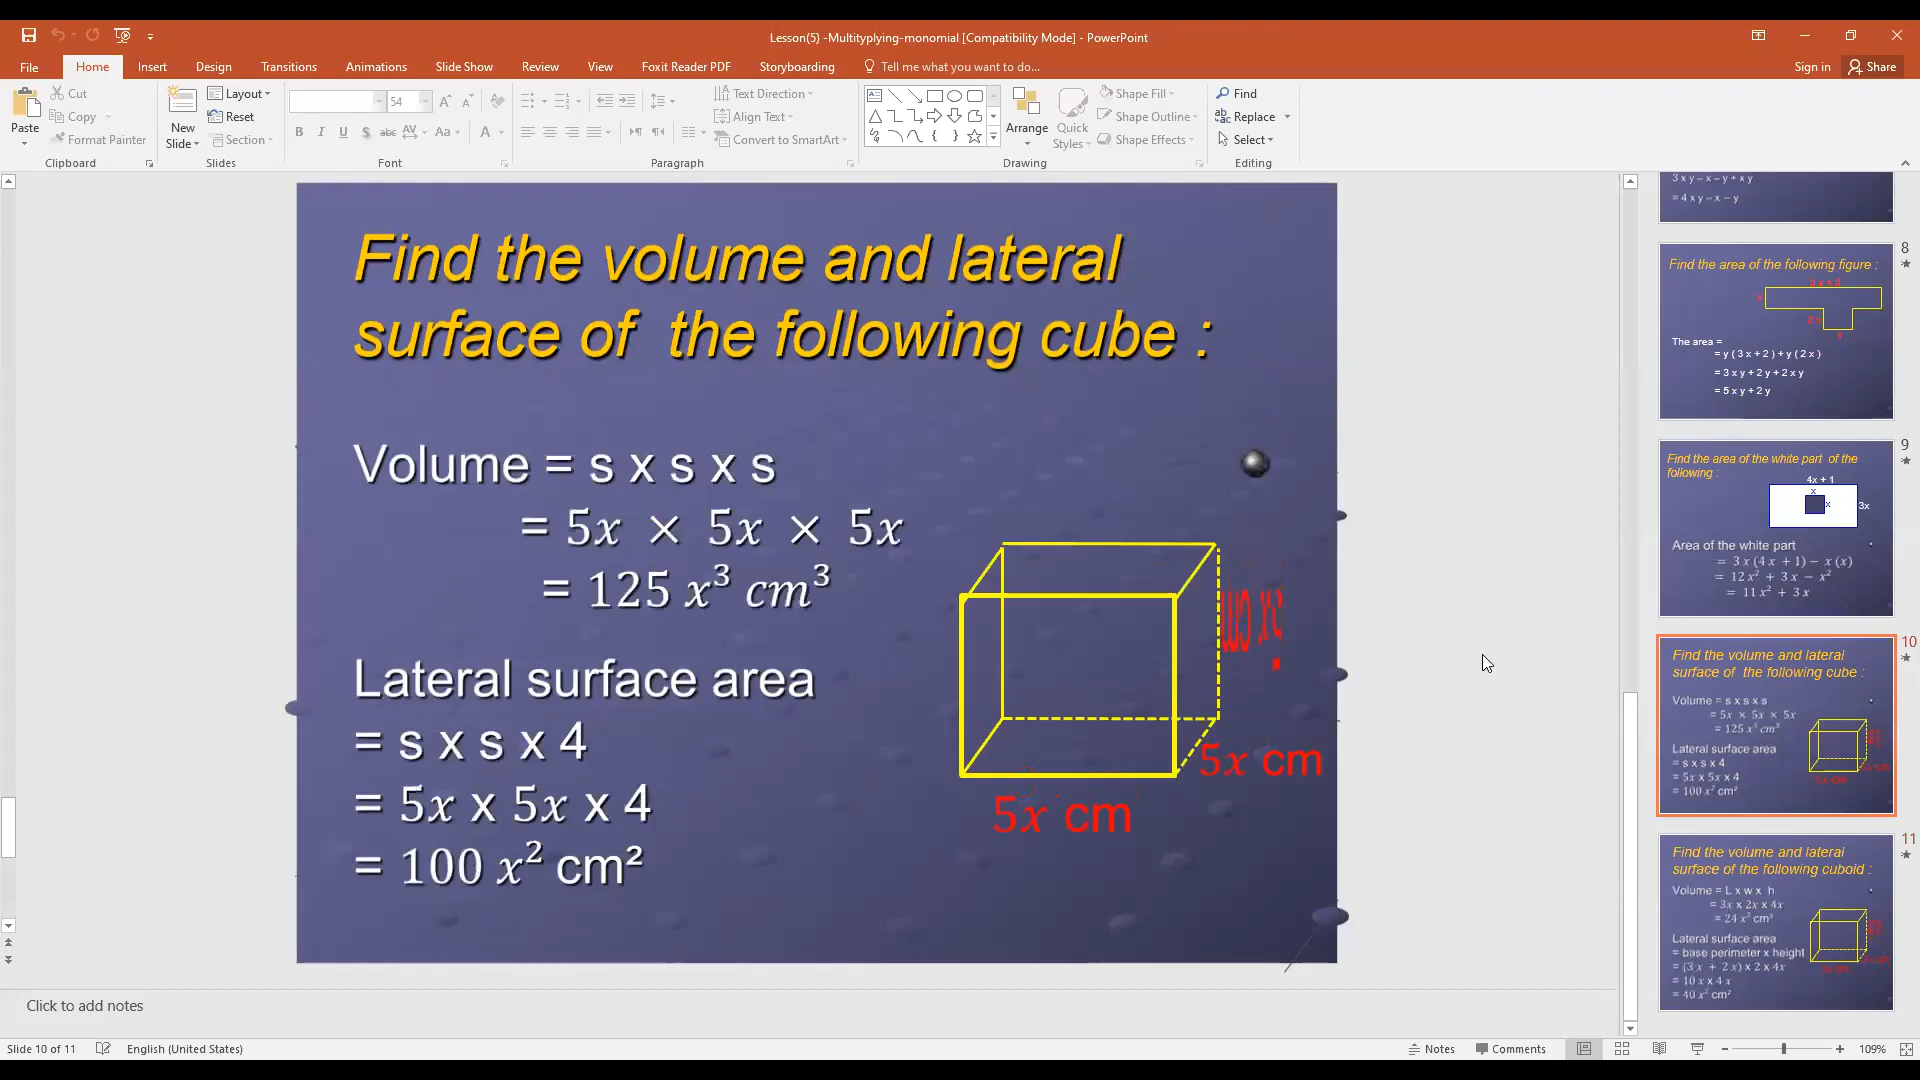 Lesson(5) -Multityplying-monomial [Compatibility Mode] - PowerPoint
File Home Insert Design Transitions Animations Slide Show Review View Foxit Reader PDF Storyboarding Tell me what you want to do... Sign in Share
Paste
Cut
Copy
Format Painter
Clipboard
New Slide
Layout
Reset
Section
Slides
54
Font
Text Direction
Align Text
Convert to SmartArt
Paragraph
Arrange
Quick Styles
Shape Fill
Shape Outline
Shape Effects
Drawing
Find
Replace
Select
Editing
Find the volume and lateral
surface of the following cube :
Volume = s x s x s
= 5x × 5x × 5x
= 125 x³ cm³
Lateral surface area
= s x s x 4
= 5x x 5x x 4
= 100 x² cm²
5x cm
5x cm
3 x y – x – y + x y
= 4 x y – x – y
8
Find the area of the following figure :
3 x + 2
y
2 x
y
The area =
= y ( 3 x + 2 ) + y ( 2 x )
= 3 x y + 2 y + 2 x y
= 5 x y + 2 y
9
Find the area of the white part of the
following :
4x + 1
x
x
3x
Area of the white part
= 3 x (4 x + 1) − x (x)
= 12 x² + 3 x − x²
= 11 x² + 3 x
10
Find the volume and lateral
surface of the following cube :
Volume = s x s x s
= 5x × 5x × 5x
= 125 x³ cm³
Lateral surface area
= s x s x 4
= 5x x 5x x 4
= 100 x² cm²
11
Find the volume and lateral
surface of the following cuboid :
Volume = L x w x h
= 3x x 2x x 4x
= 24 x³ cm³
Lateral surface area
= base perimeter x height
= (3x + 2x) x 2 x 4x
= 10 x x 4 x
= 40 x² cm²
Click to add notes
Slide 10 of 11 English (United States) Notes Comments 109%